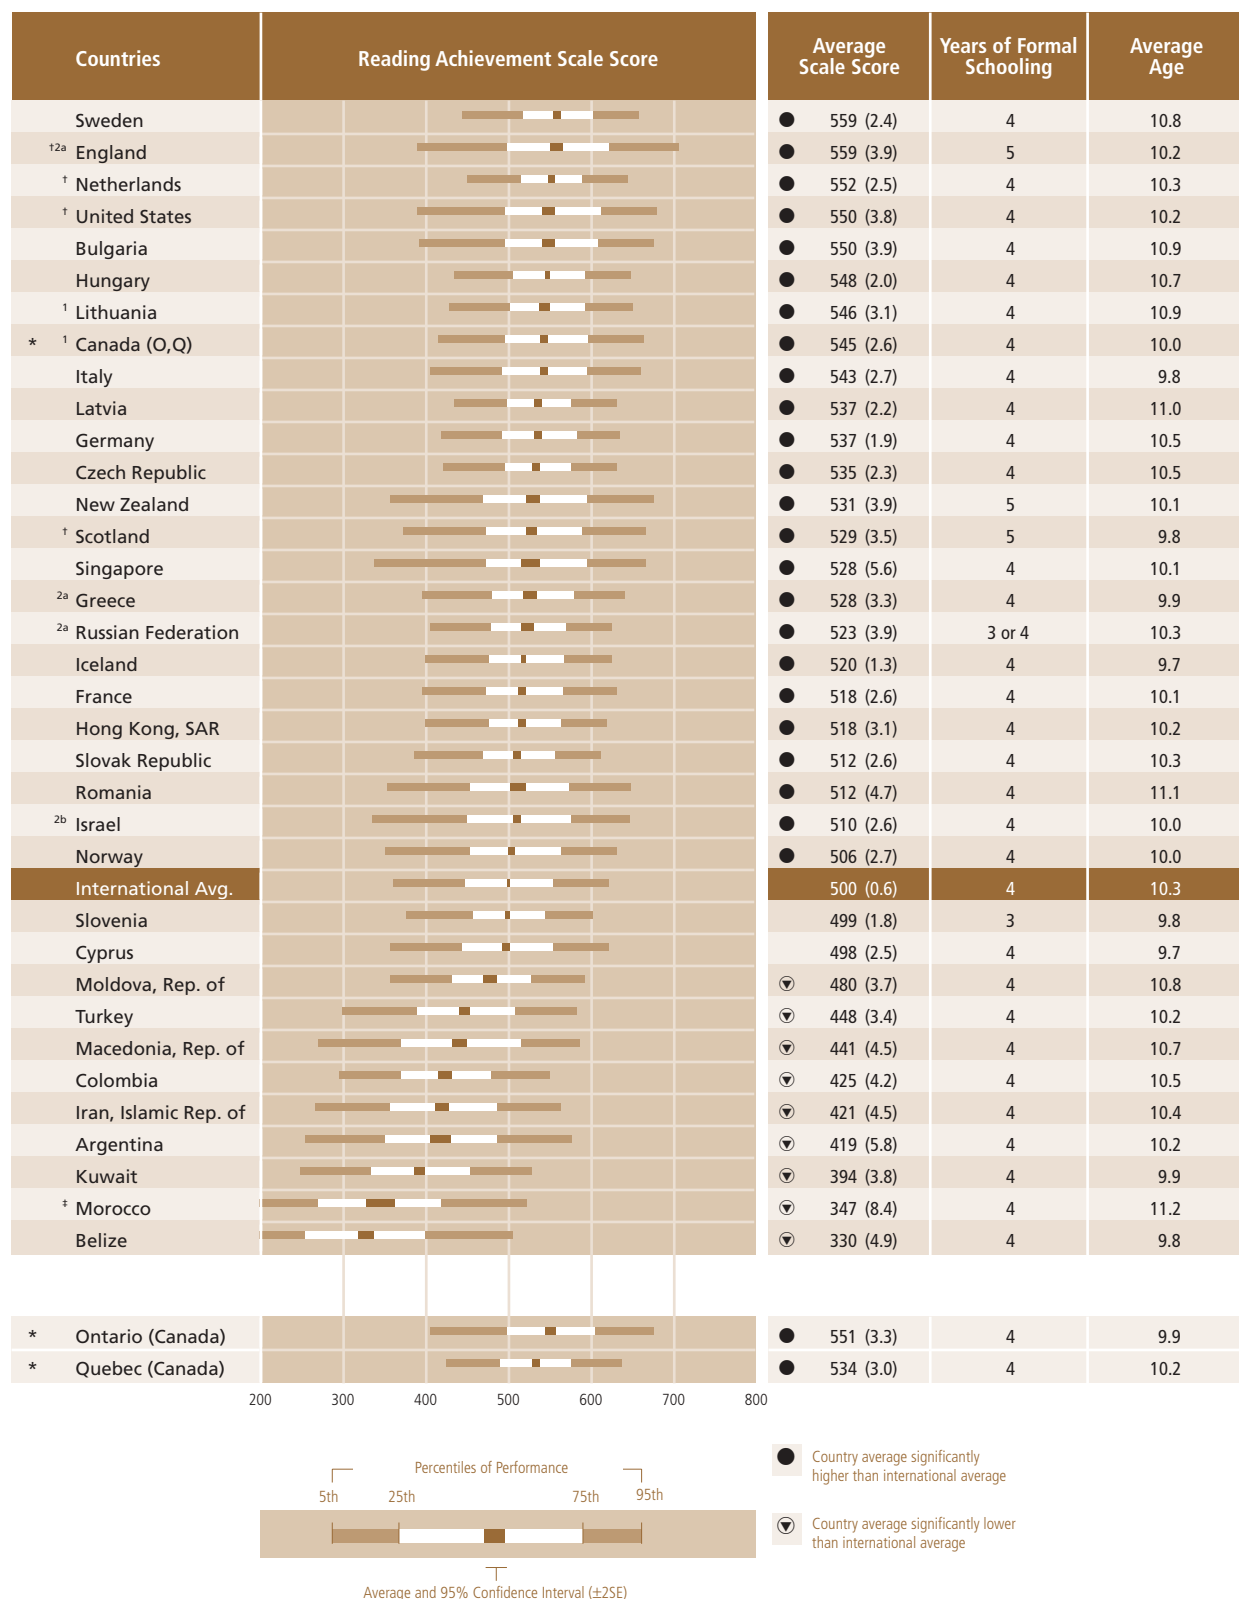 Countries Reading Achievement Scale Score Average Scale Score Years of Formal Schooling Average Age
Sweden 559 (2.4) 4 10.8
†2a England 559 (3.9) 5 10.2
† Netherlands 552 (2.5) 4 10.3
† United States 550 (3.8) 4 10.2
Bulgaria 550 (3.9) 4 10.9
Hungary 548 (2.0) 4 10.7
1 Lithuania 546 (3.1) 4 10.9
* 1 Canada (O,Q) 545 (2.6) 4 10.0
Italy 543 (2.7) 4 9.8
Latvia 537 (2.2) 4 11.0
Germany 537 (1.9) 4 10.5
Czech Republic 535 (2.3) 4 10.5
New Zealand 531 (3.9) 5 10.1
† Scotland 529 (3.5) 5 9.8
Singapore 528 (5.6) 4 10.1
2a Greece 528 (3.3) 4 9.9
2a Russian Federation 523 (3.9) 3 or 4 10.3
Iceland 520 (1.3) 4 9.7
France 518 (2.6) 4 10.1
Hong Kong, SAR 518 (3.1) 4 10.2
Slovak Republic 512 (2.6) 4 10.3
Romania 512 (4.7) 4 11.1
2b Israel 510 (2.6) 4 10.0
Norway 506 (2.7) 4 10.0
International Avg. 500 (0.6) 4 10.3
Slovenia 499 (1.8) 3 9.8
Cyprus 498 (2.5) 4 9.7
Moldova, Rep. of 480 (3.7) 4 10.8
Turkey 448 (3.4) 4 10.2
Macedonia, Rep. of 441 (4.5) 4 10.7
Colombia 425 (4.2) 4 10.5
Iran, Islamic Rep. of 421 (4.5) 4 10.4
Argentina 419 (5.8) 4 10.2
Kuwait 394 (3.8) 4 9.9
‡ Morocco 347 (8.4) 4 11.2
Belize 330 (4.9) 4 9.8
* Ontario (Canada) 551 (3.3) 4 9.9
* Quebec (Canada) 534 (3.0) 4 10.2
200 300 400 500 600 700 800
Percentiles of Performance
5th 25th 75th 95th
Average and 95% Confidence Interval (±2SE)
Country average significantly
higher than international average
Country average significantly lower
than international average